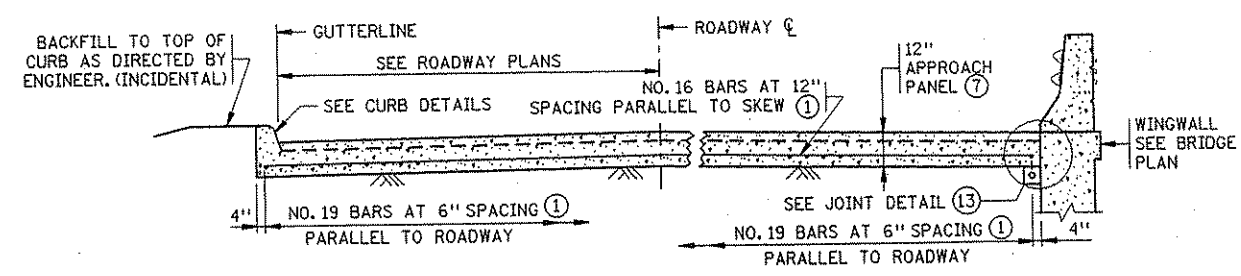 GUTTERLINE
ROADWAY ℄
BACKFILL TO TOP OF
CURB AS DIRECTED BY
ENGINEER. (INCIDENTAL)
SEE ROADWAY PLANS
12"
APPROACH
PANEL ⑦
NO. 16 BARS AT 12"
SPACING PARALLEL TO SKEW ①
SEE CURB DETAILS
WINGWALL
SEE BRIDGE
PLAN
SEE JOINT DETAIL ⑬
4"
NO. 19 BARS AT 6" SPACING ①
PARALLEL TO ROADWAY
NO. 19 BARS AT 6" SPACING ①
PARALLEL TO ROADWAY
4"